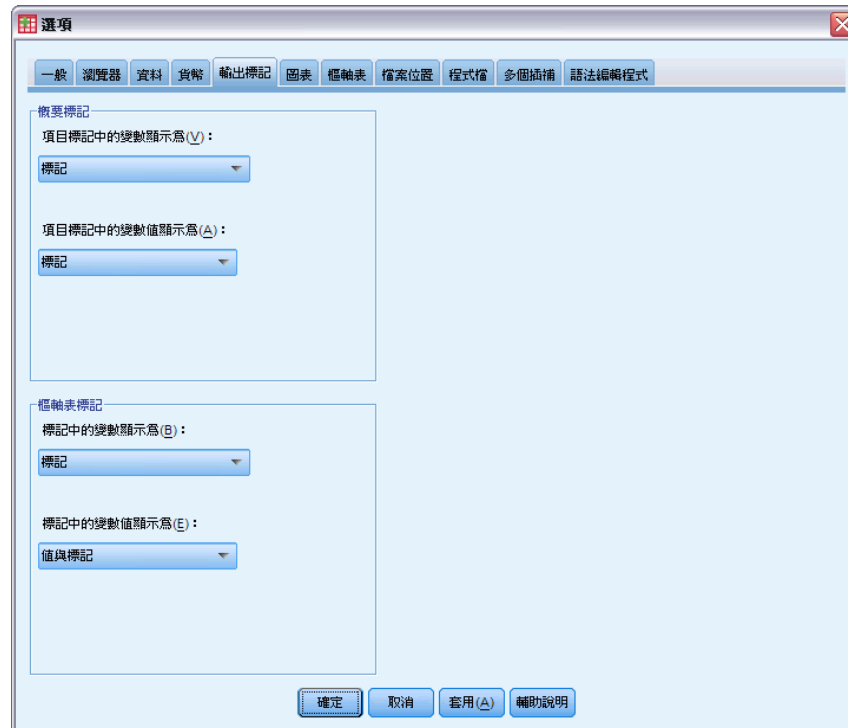 選項
一般 瀏覽器 資料 貨幣 輸出標記 圖表 樞軸表 檔案位置 程式檔 多個插補 語法編輯程式
概要標記
項目標記中的變數顯示為(V)：
標記
項目標記中的變數值顯示為(A)：
標記
樞軸表標記
標記中的變數顯示為(B)：
標記
標記中的變數值顯示為(E)：
值與標記
確定 取消 套用(A) 輔助說明